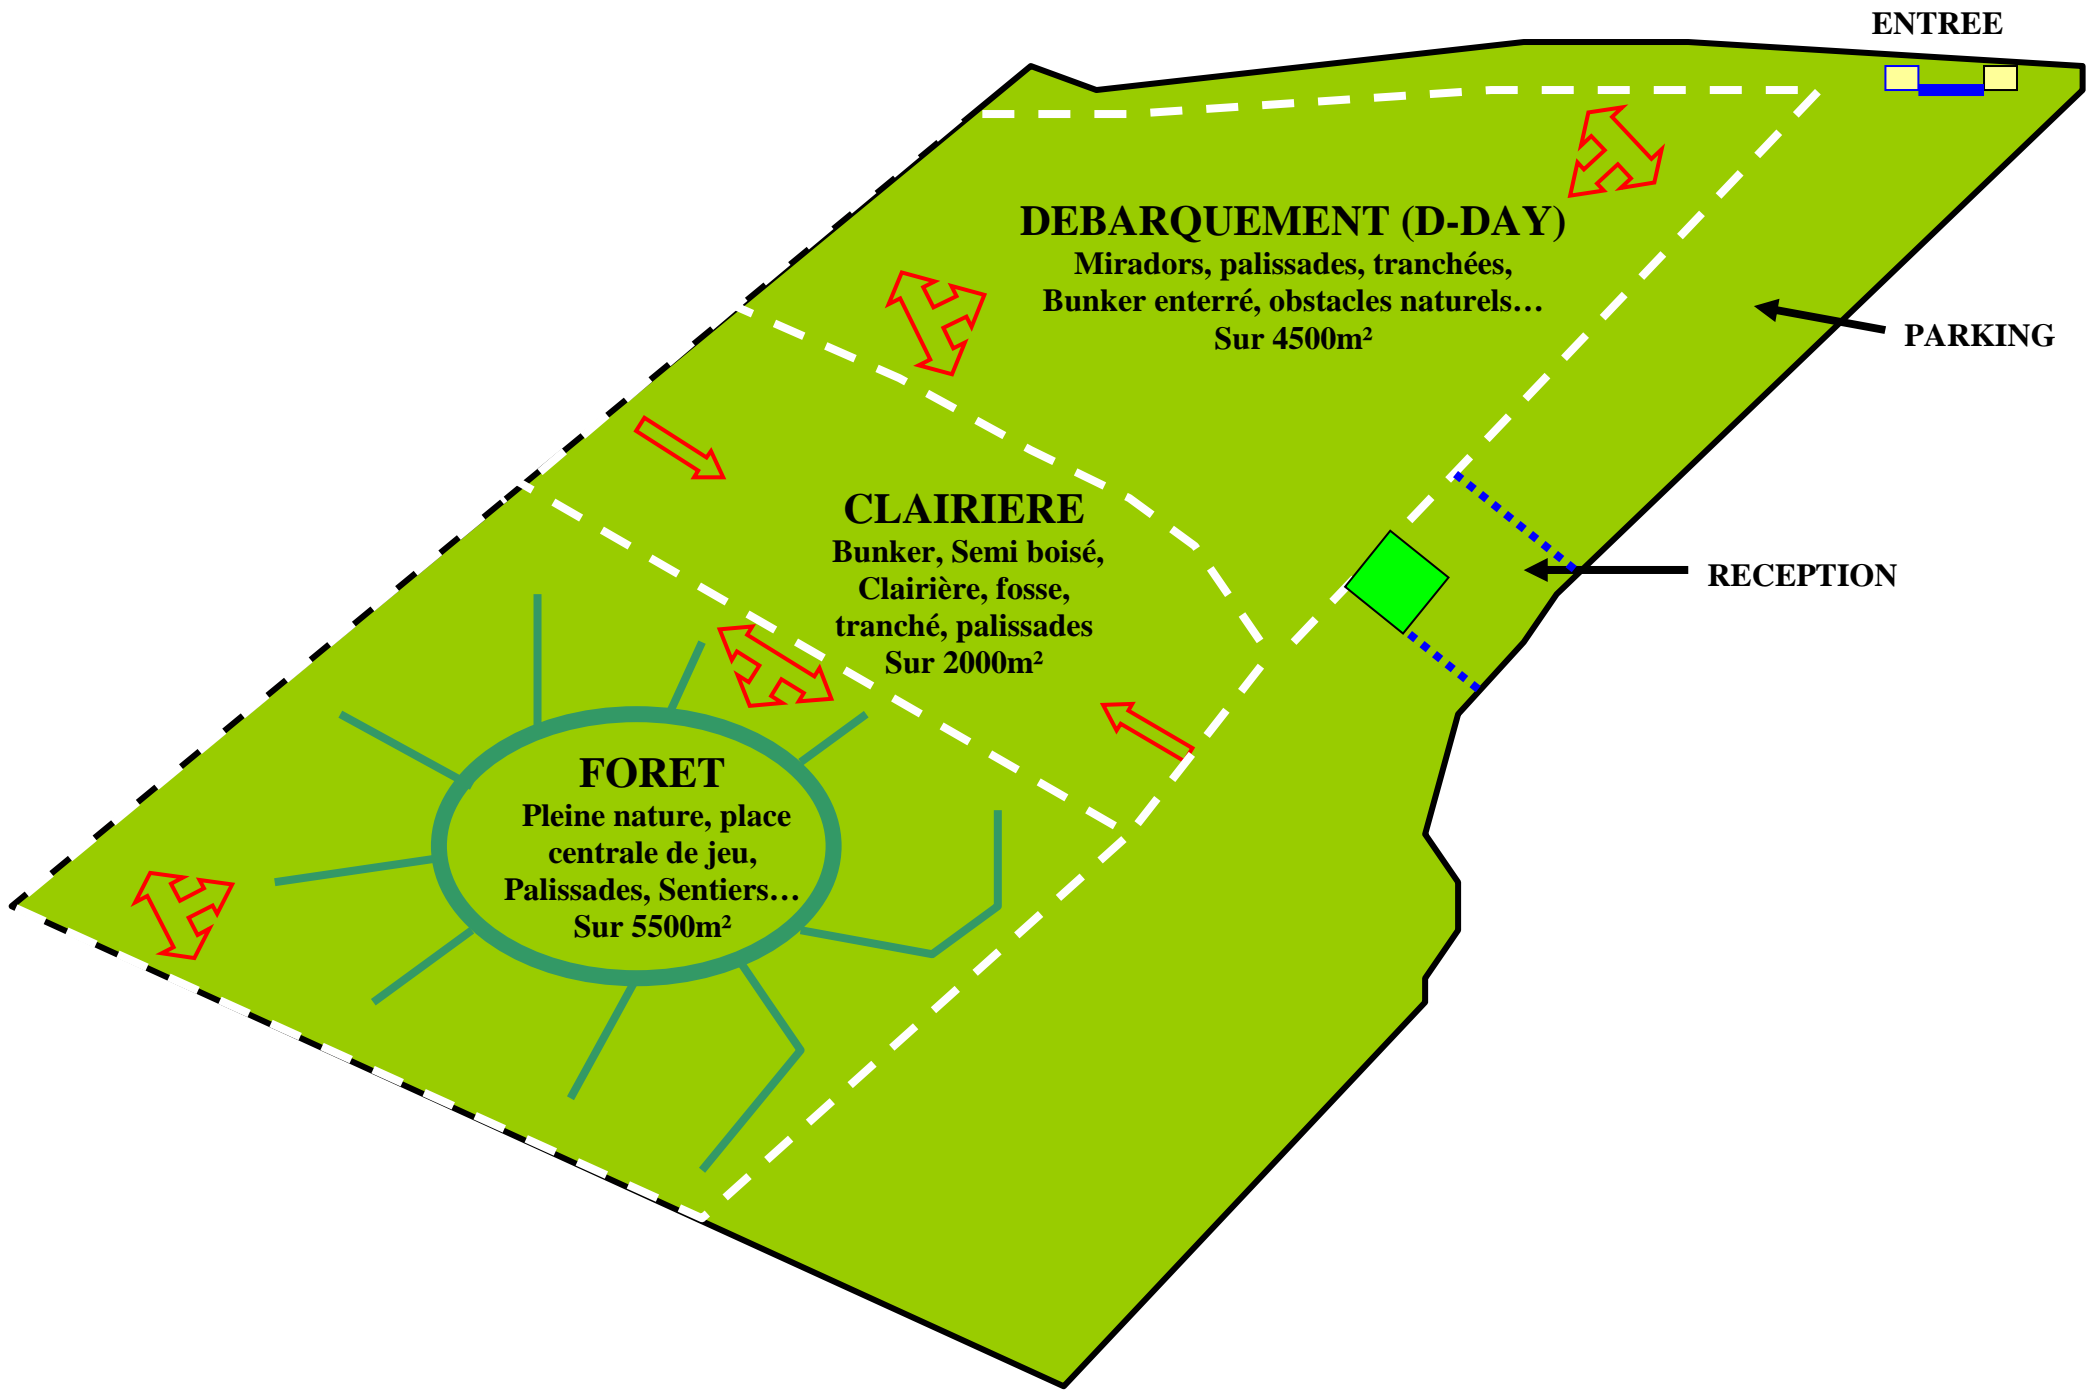 ENTREE
DEBARQUEMENT (D-DAY)
Miradors, palissades, tranchées,
Bunker enterré, obstacles naturels…
Sur 4500m²
PARKING
CLAIRIERE
Bunker, Semi boisé,
Clairière, fosse,
tranché, palissades
Sur 2000m²
RECEPTION
FORET
Pleine nature, place
centrale de jeu,
Palissades, Sentiers…
Sur 5500m²